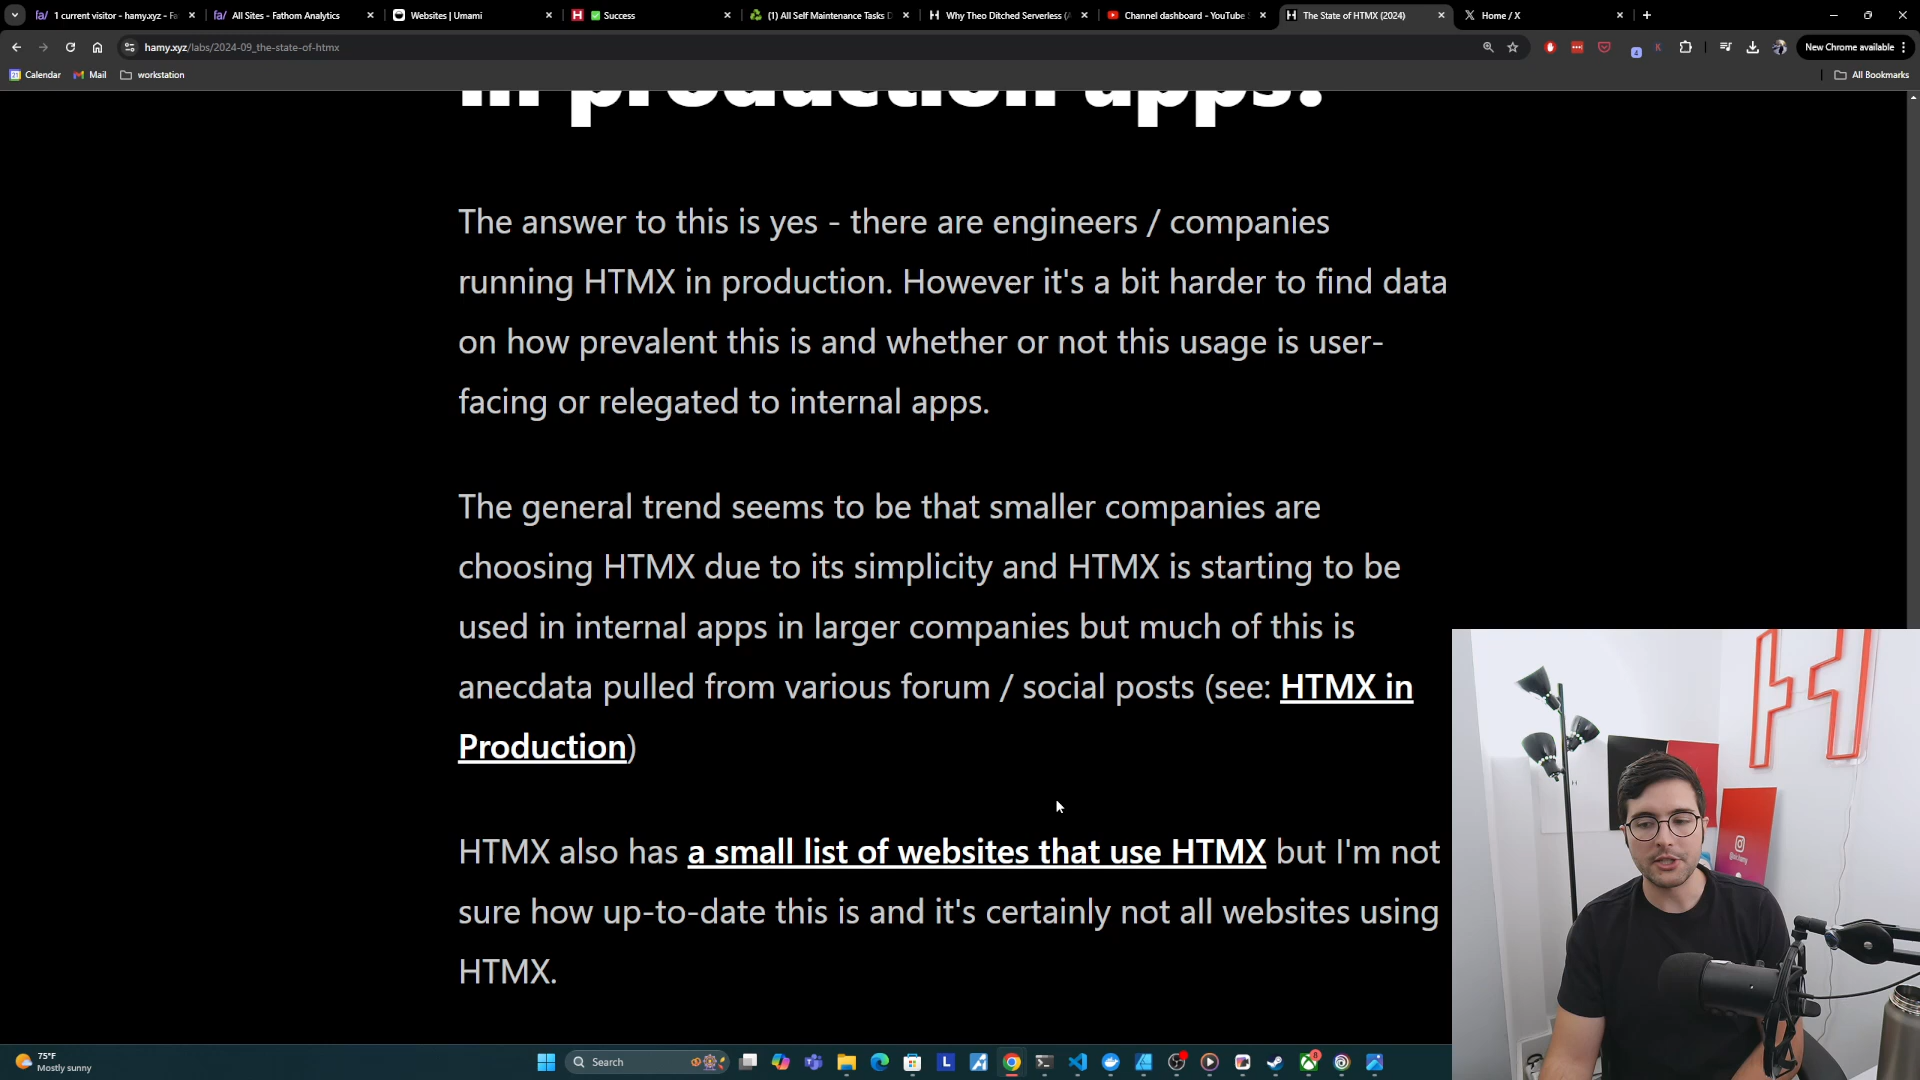 1 current visitor - hamy.xyz - Fa
All Sites - Fathom Analytics
Websites | Umami
Success
(1) All Self Maintenance Tasks D
Why Theo Ditched Serverless (
Channel dashboard - YouTube S
The State of HTMX (2024)
Home / X
hamy.xyz/labs/2024-09_the-state-of-htmx
New Chrome available
Calendar
Mail
workstation
All Bookmarks
in production apps?
The answer to this is yes - there are engineers / companies
running HTMX in production. However it's a bit harder to find data
on how prevalent this is and whether or not this usage is user-
facing or relegated to internal apps.
The general trend seems to be that smaller companies are
choosing HTMX due to its simplicity and HTMX is starting to be
used in internal apps in larger companies but much of this is
anecdata pulled from various forum / social posts (see: HTMX in
Production)
HTMX also has a small list of websites that use HTMX but I'm not
sure how up-to-date this is and it's certainly not all websites using
HTMX.
75°F
Mostly sunny
Search